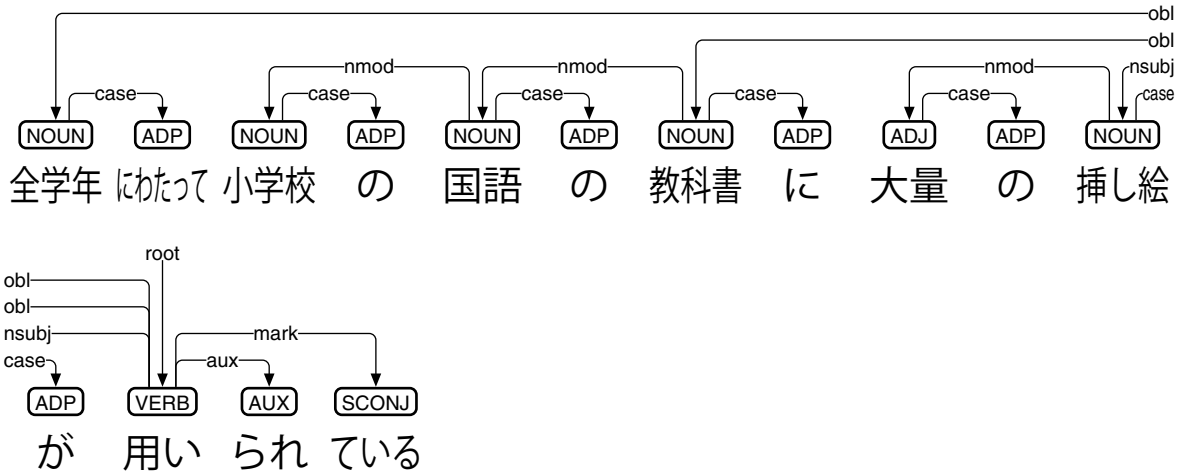 obl
obl
nmod nmod nmod nsubj
case case case case case case
NOUN ADP NOUN ADP NOUN ADP NOUN ADP ADJ ADP NOUN
全学年 にわたって 小学校 の 国語 の 教科書 に 大量 の 挿し絵
root
obl
obl
nsubj mark
case aux
ADP VERB AUX SCONJ
が 用い られ ている